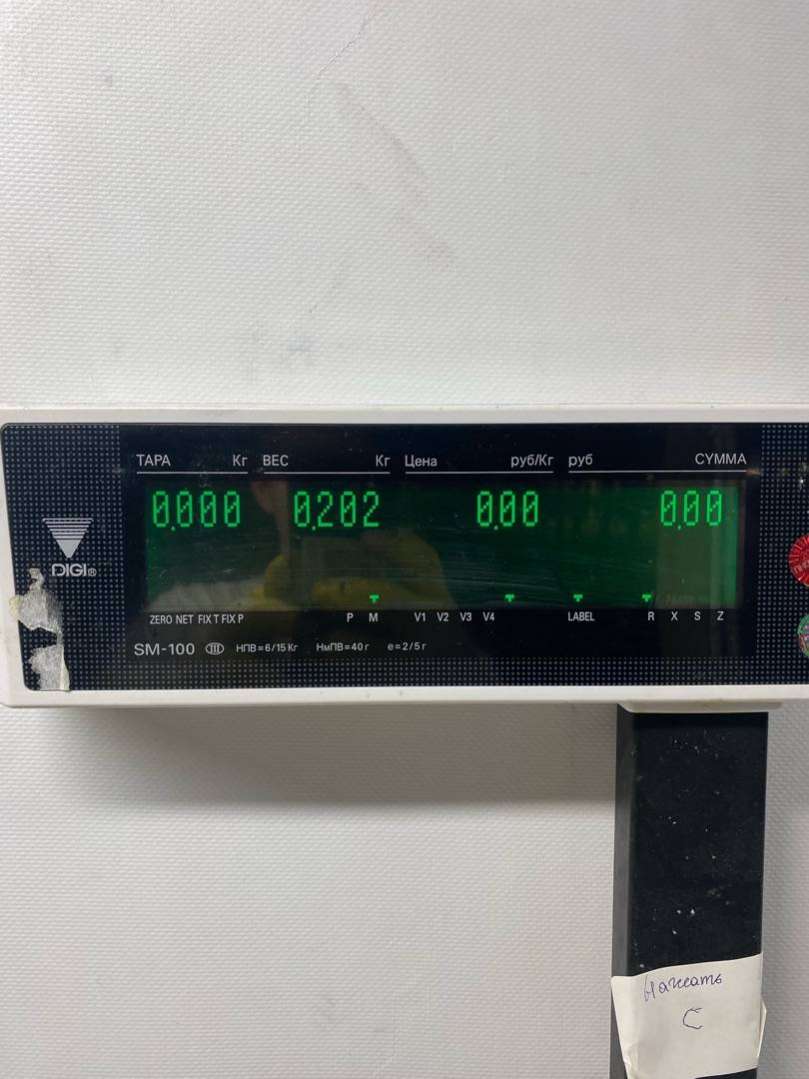 ТАРА Кг ВЕС Кг Цена руб/Кг руб СУММА
0.000 0.202 0.00 0.00
DIGI®
ZERO NET FIX T FIX P P M V1 V2 V3 V4 LABEL R X S Z
SM-100 III НПВ=6/15 Кг НмПВ=40 г е=2/5 г
Нажать
С